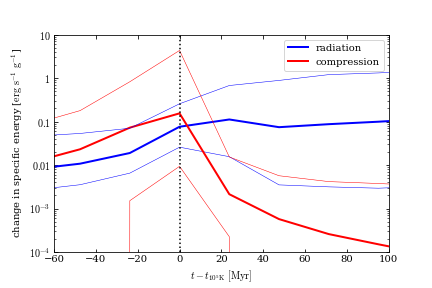 10
1
0.1
0.01
10⁻³
10⁻⁴
change in specific energy [erg s⁻¹ g⁻¹]
radiation
compression
−60 −40 −20 0 20 40 60 80 100
t − t [Myr]